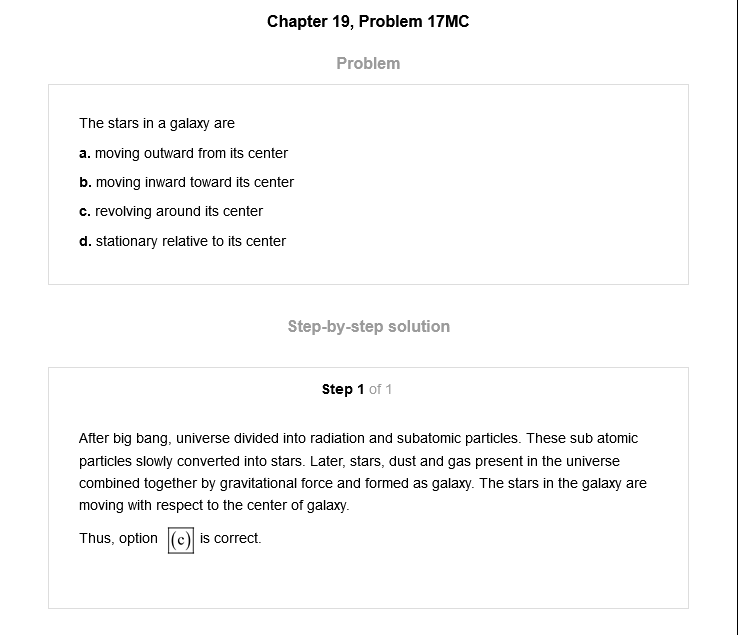 Chapter 19, Problem 17MC
Problem
The stars in a galaxy are
a. moving outward from its center
b. moving inward toward its center
c. revolving around its center
d. stationary relative to its center
Step-by-step solution
Step 1 of 1
After big bang, universe divided into radiation and subatomic particles. These sub atomic
particles slowly converted into stars. Later, stars, dust and gas present in the universe
combined together by gravitational force and formed as galaxy. The stars in the galaxy are
moving with respect to the center of galaxy.
Thus, option (c) is correct.